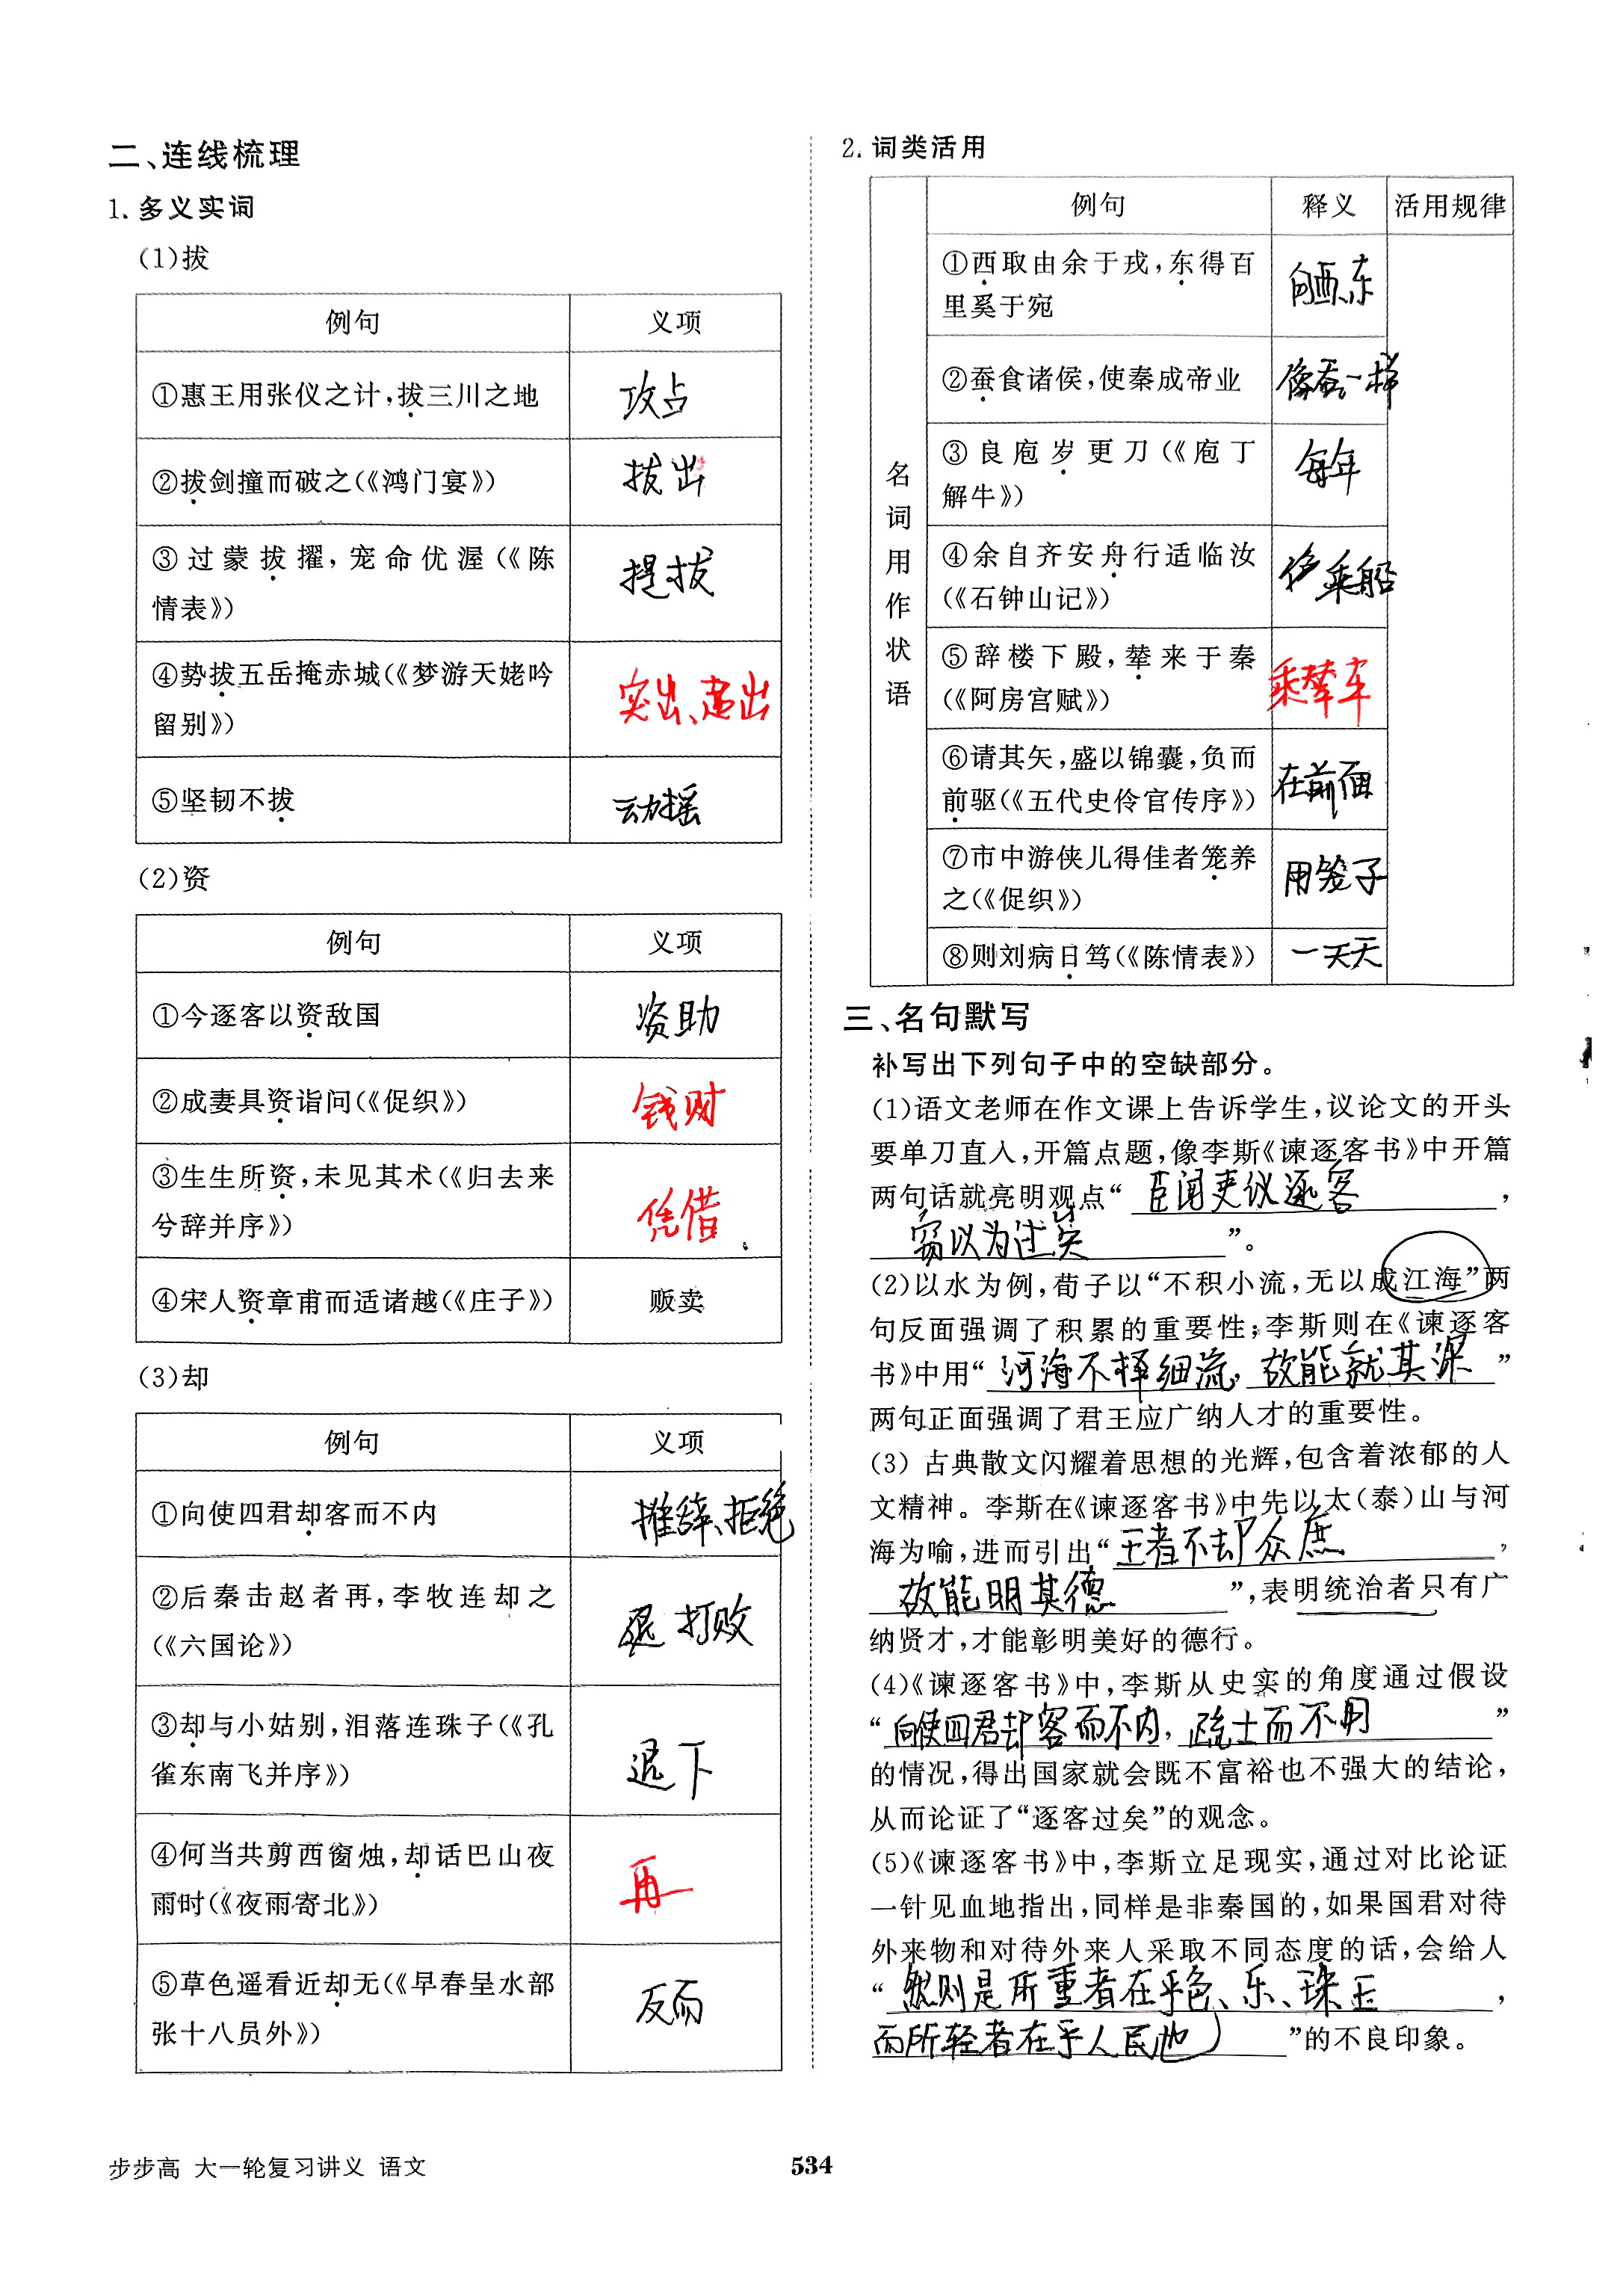 二、连线梳理
1. 多义实词
(1)拔
例句 义项
①惠王用张仪之计,拔三川之地 攻占
②拔剑撞而破之(《鸿门宴》) 拔出
③过蒙拔擢,宠命优渥(《陈
情表》) 提拔
④势拔五岳掩赤城(《梦游天姥吟
留别》) 突出、超出
⑤坚韧不拔 动摇
(2)资
例句 义项
①今逐客以资敌国 资助
②成妻具资诣问(《促织》) 钱财
③生生所资,未见其术(《归去来
兮辞并序》) 凭借
④宋人资章甫而适诸越(《庄子》) 贩卖
(3)却
例句 义项
①向使四君却客而不内 推辞、拒绝
②后秦击赵者再,李牧连却之
(《六国论》) 打败
③却与小姑别,泪落连珠子(《孔
雀东南飞并序》) 退下
④何当共剪西窗烛,却话巴山夜
雨时(《夜雨寄北》) 再
⑤草色遥看近却无(《早春呈水部
张十八员外》) 反而
2. 词类活用
名词用作状语
例句 释义 活用规律
①西取由余于戎,东得百
里奚于宛 向西、东
②蚕食诸侯,使秦成帝业 像蚕一样
③良庖岁更刀(《庖丁
解牛》) 每年
④余自齐安舟行适临汝
(《石钟山记》) 乘船
⑤辞楼下殿,辇来于秦
(《阿房宫赋》) 乘辇车
⑥请其矢,盛以锦囊,负而
前驱(《五代史伶官传序》) 在前面
⑦市中游侠儿得佳者笼养
之(《促织》) 用笼子
⑧则刘病日笃(《陈情表》) 一天天
三、名句默写
补写出下列句子中的空缺部分。
(1)语文老师在作文课上告诉学生,议论文的开头
要单刀直入,开篇点题,像李斯《谏逐客书》中开篇
两句话就亮明观点“臣闻吏议逐客,
窃以为过矣”。
(2)以水为例,荀子以“不积小流,无以成江海”两
句反面强调了积累的重要性;李斯则在《谏逐客
书》中用“河海不择细流,故能就其深”
两句正面强调了君王应广纳人才的重要性。
(3)古典散文闪耀着思想的光辉,包含着浓郁的人
文精神。李斯在《谏逐客书》中先以太(泰)山与河
海为喻,进而引出“王者不却众庶,
故能明其德”,表明统治者只有广
纳贤才,才能彰明美好的德行。
(4)《谏逐客书》中,李斯从史实的角度通过假设
“向使四君却客而不内,疏士而不用”
的情况,得出国家就会既不富裕也不强大的结论,
从而论证了“逐客过矣”的观念。
(5)《谏逐客书》中,李斯立足现实,通过对比论证
一针见血地指出,同样是非秦国的,如果国君对待
外来物和对待外来人采取不同态度的话,会给人
“然则是所重者在乎色、乐、珠玉,
而所轻者在乎人民也”的不良印象。
步步高 大一轮复习讲义 语文 534